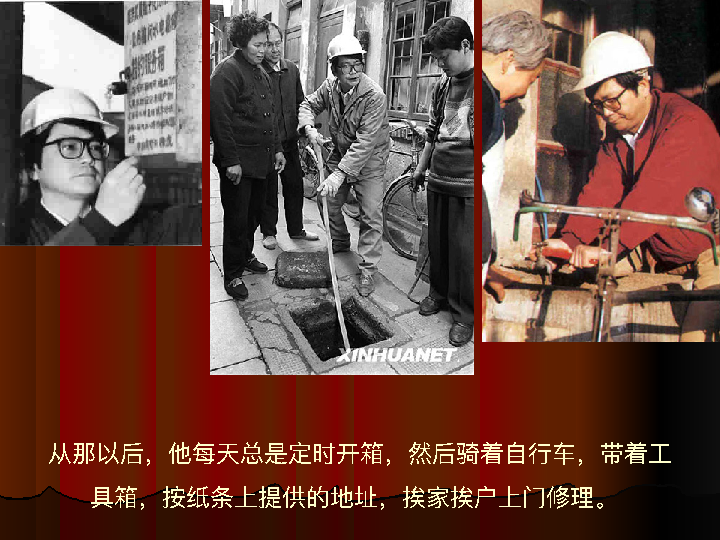 XINHUANET
从那以后，他每天总是定时开箱，然后骑着自行车，带着工
具箱，按纸条上提供的地址，挨家挨户上门修理。